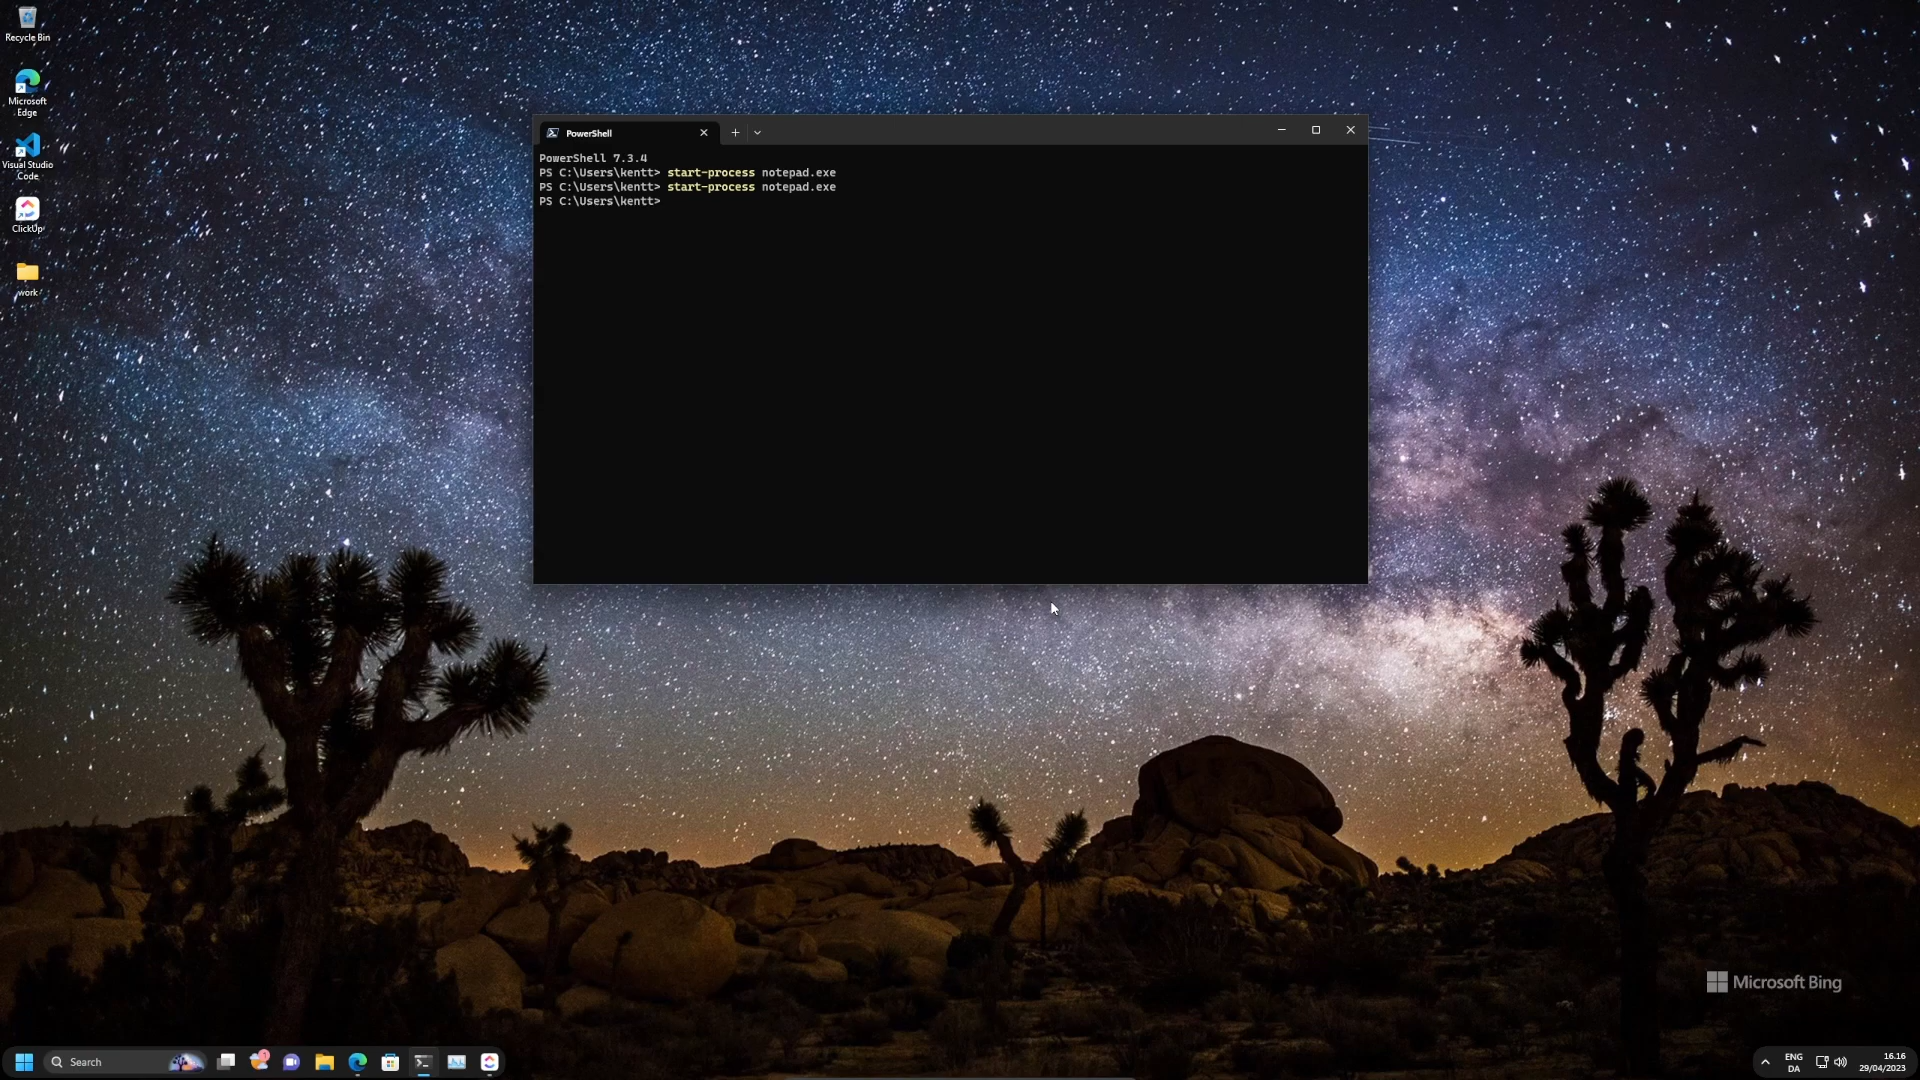 Recycle Bin
Microsoft
Edge
Visual Studio
Code
ClickUp
work
PowerShell
PowerShell 7.3.4
PS C:\Users\kentt> start-process notepad.exe
PS C:\Users\kentt> start-process notepad.exe
PS C:\Users\kentt>
Microsoft Bing
Search
ENG
DA
16.16
29/04/2023